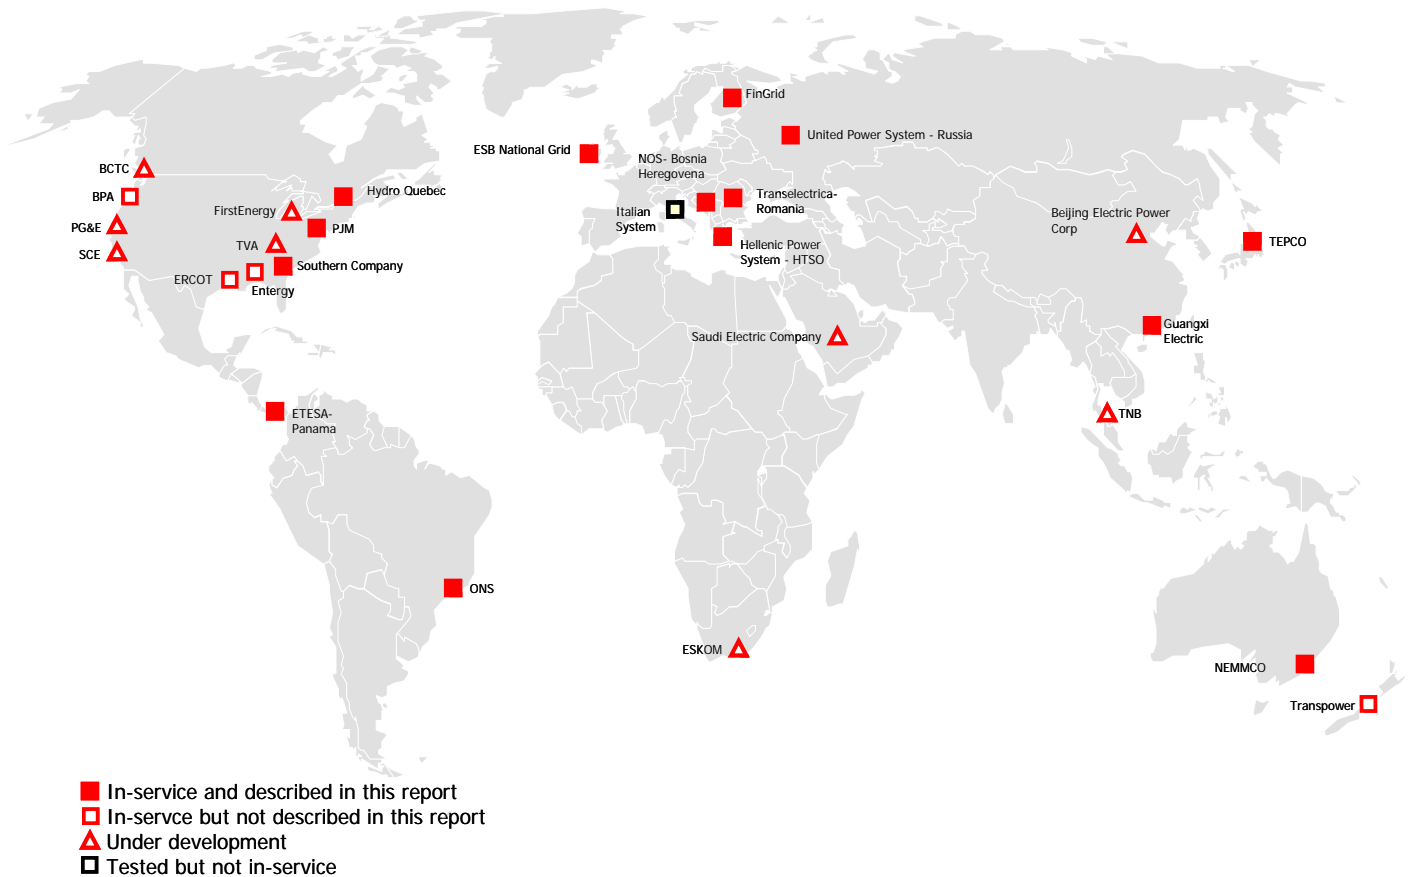 FinGrid
United Power System - Russia
ESB National Grid
NOS- Bosnia
Heregovena
BCTC
BPA
Hydro Quebec
Transelectrica-
Romania
FirstEnergy
Italian
System
Beijing Electric Power
Corp
PG&E
PJM
TVA
Hellenic Power
System - HTSO
TEPCO
SCE
Southern Company
ERCOT
Entergy
Saudi Electric Company
Guangxi
Electric
ETESA-
Panama
TNB
ONS
ESKOM
NEMMCO
Transpower
In-service and described in this report
In-servce but not described in this report
Under development
Tested but not in-service